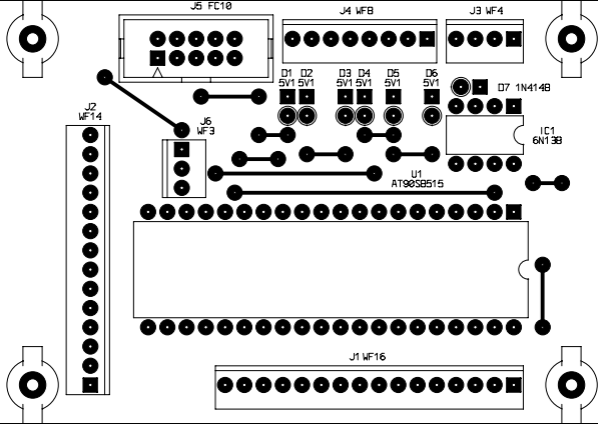 J5 FC10
J4 WF8
J3 WF4
D1 D2 D3 D4 D5 D6
5V1 5V1 5V1 5V1 5V1 5V1
D7 1N4148
J2
WF14
J6
WF3
IC1
6N138
U1
AT90S8515
J1 WF16